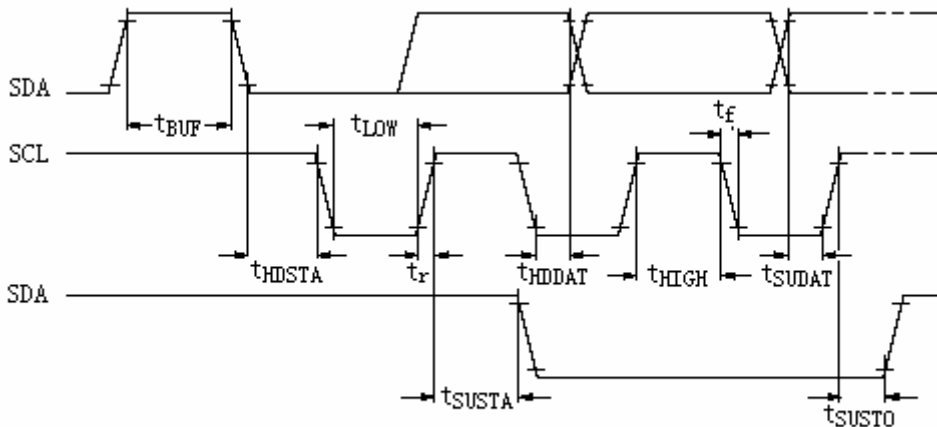 SDA
tBUF
tLOW
tf
SCL
tHDSTA
tr
tHDDAT
tHIGH
tSUDAT
SDA
tSUSTA
tSUSTO